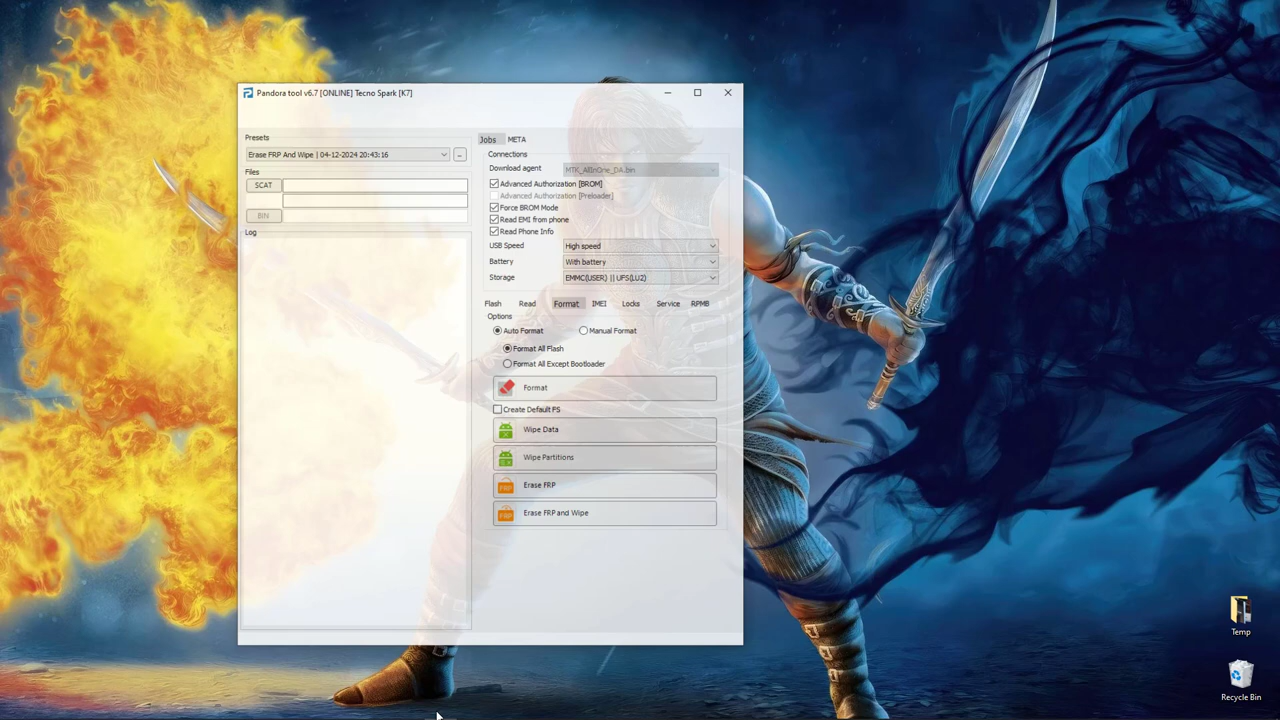 Pandora tool v6.7 [ONLINE] Tecno Spark [K7]
Presets
Erase FRP And Wipe | 04-12-2024 20:43:16
...
Files
SCAT
BIN
Log
Jobs META
Connections
Download agent MTK_AllInOne_DA.bin
Advanced Authorization [BROM]
Advanced Authorization [Preloader]
Force BROM Mode
Read EMI from phone
Read Phone Info
USB Speed High speed
Battery With battery
Storage EMMC(USER) || UFS(LU2)
Flash Read Format IMEI Locks Service RPMB
Options
Auto Format Manual Format
Format All Flash
Format All Except Bootloader
Format
Create Default FS
Wipe Data
Wipe Partitions
FRP Erase FRP
FRP Erase FRP and Wipe
Temp
Recycle Bin